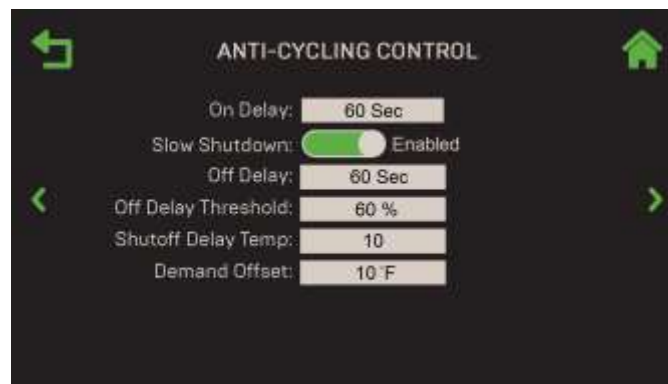 ANTI-CYCLING CONTROL
On Delay: 60 Sec
Slow Shutdown: Enabled
Off Delay: 60 Sec
Off Delay Threshold: 60 %
Shutoff Delay Temp: 10
Demand Offset: 10 °F